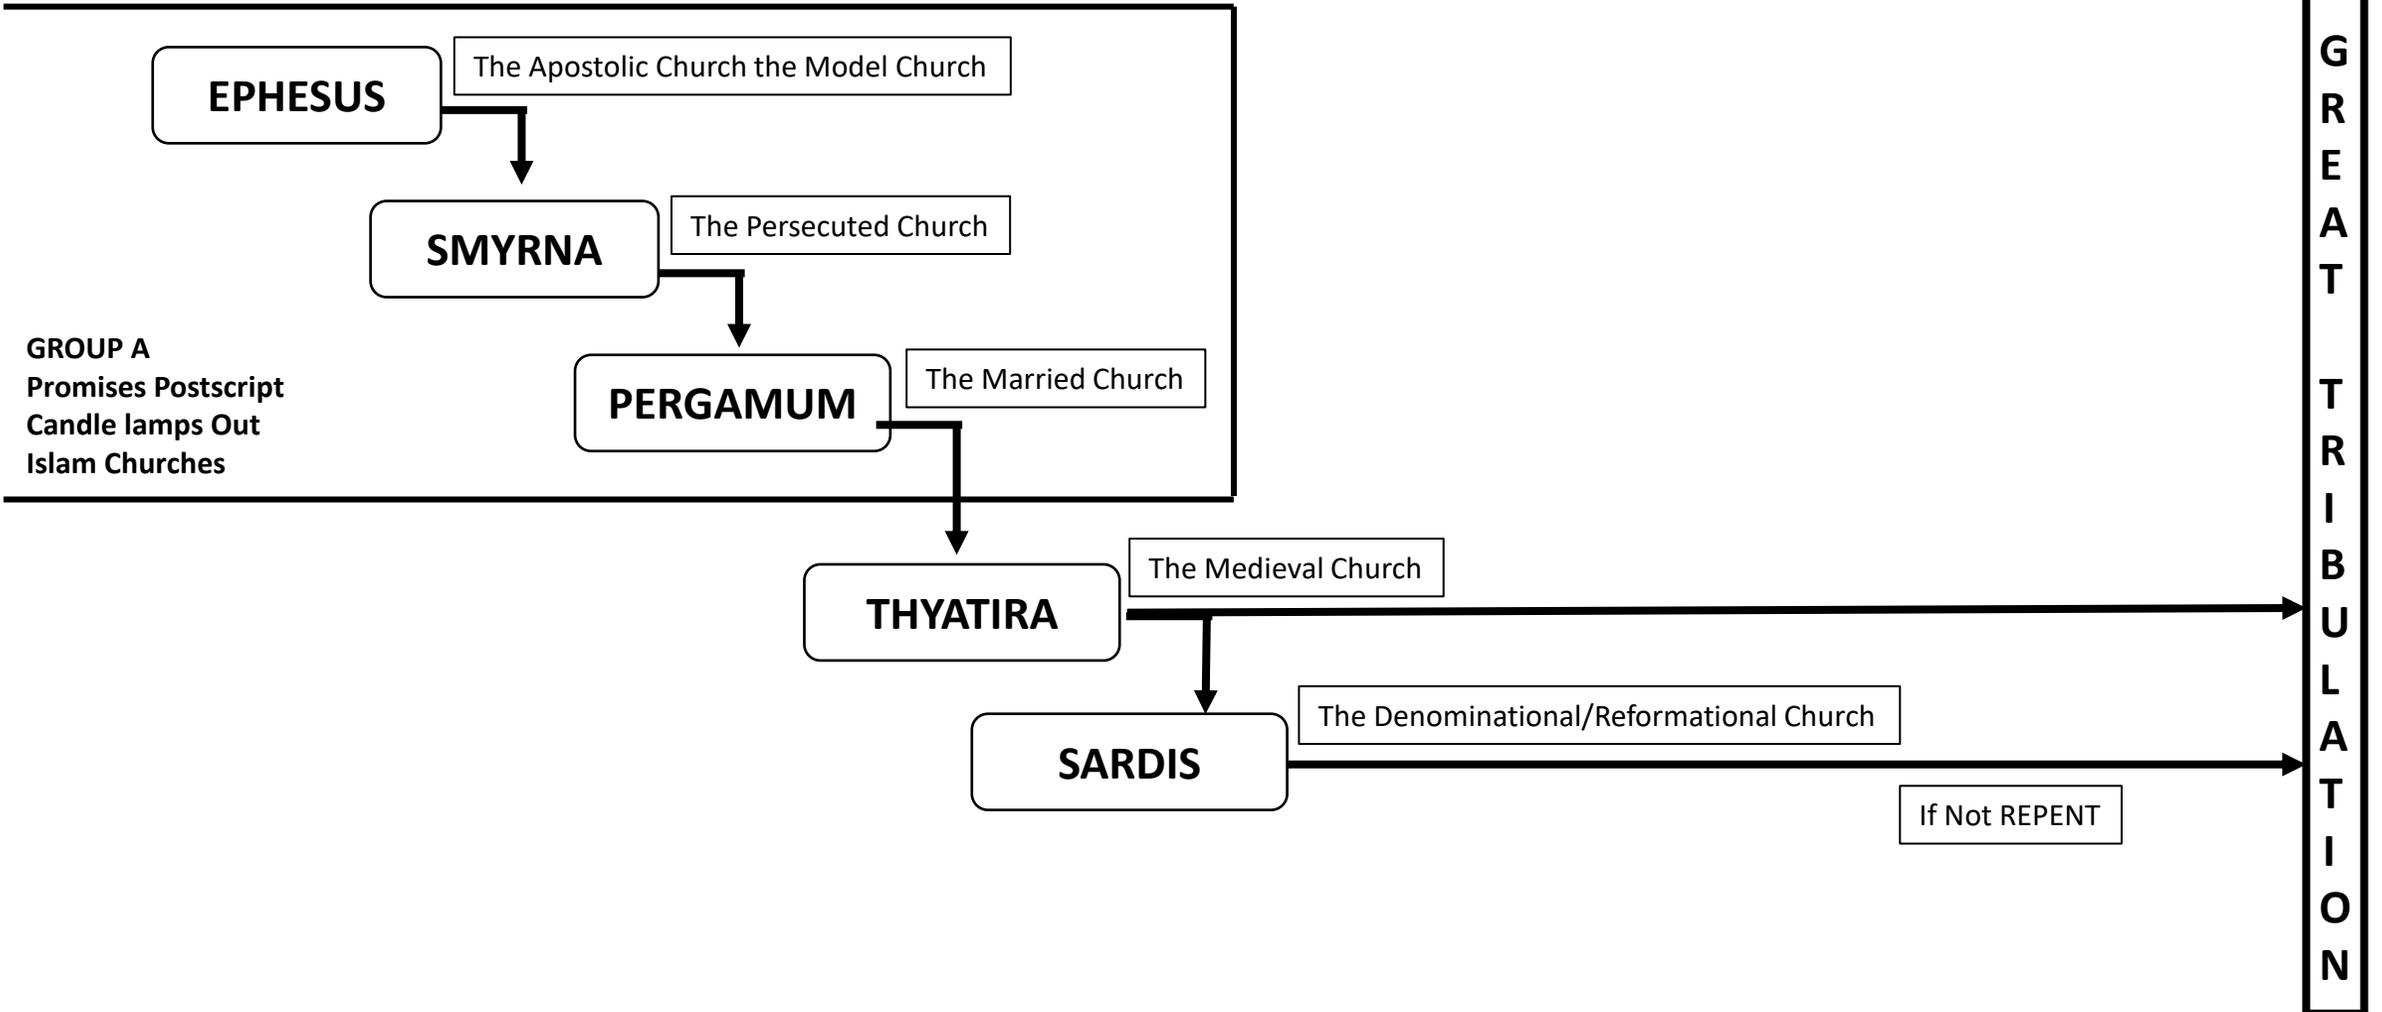 EPHESUS
The Apostolic Church the Model Church
SMYRNA
The Persecuted Church
GROUP A
Promises Postscript
Candle lamps Out
Islam Churches
PERGAMUM
The Married Church
THYATIRA
The Medieval Church
SARDIS
The Denominational/Reformational Church
If Not REPENT
GREAT TRIBULATION